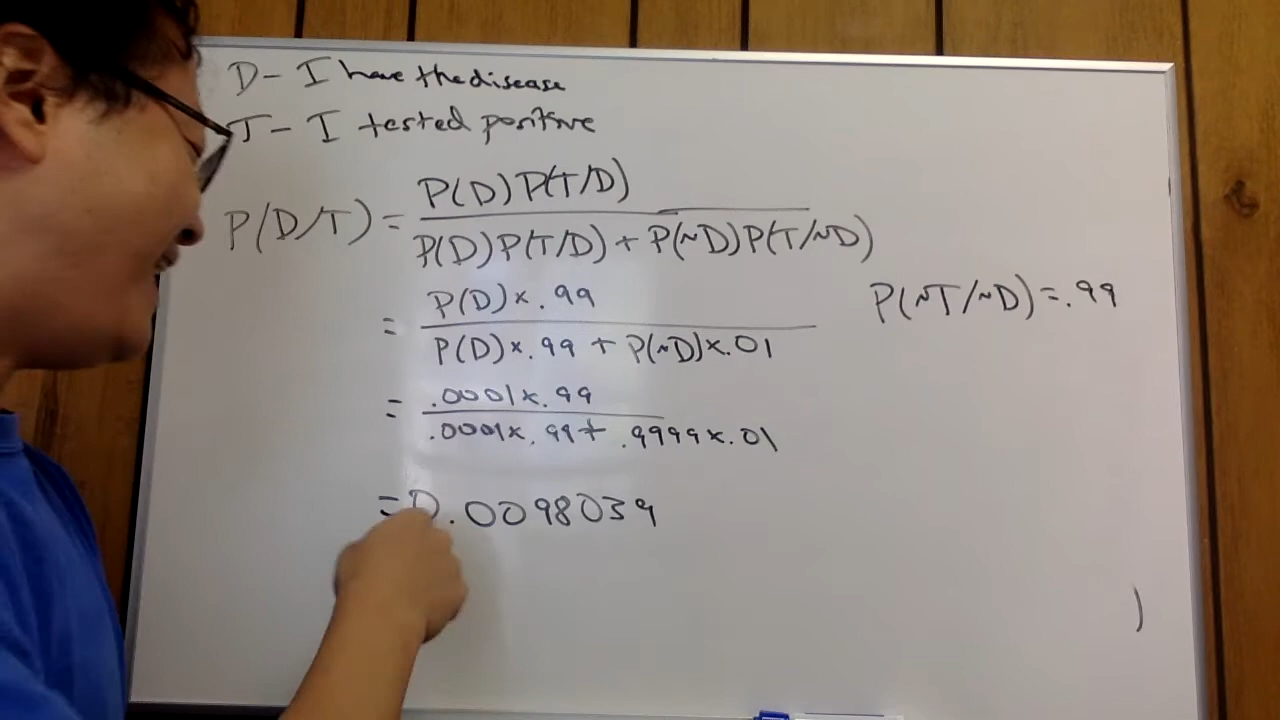 D - I have the disease
T - I tested positive
P(D/T) = P(D)P(T/D)
P(D)P(T/D) + P(~D)P(T/~D)
= P(D)×.99
P(D)×.99 + P(~D)×.01
P(~T/~D) = .99
= .0001×.99
.0001×.99 + .9999×.01
= 0.0098039
)